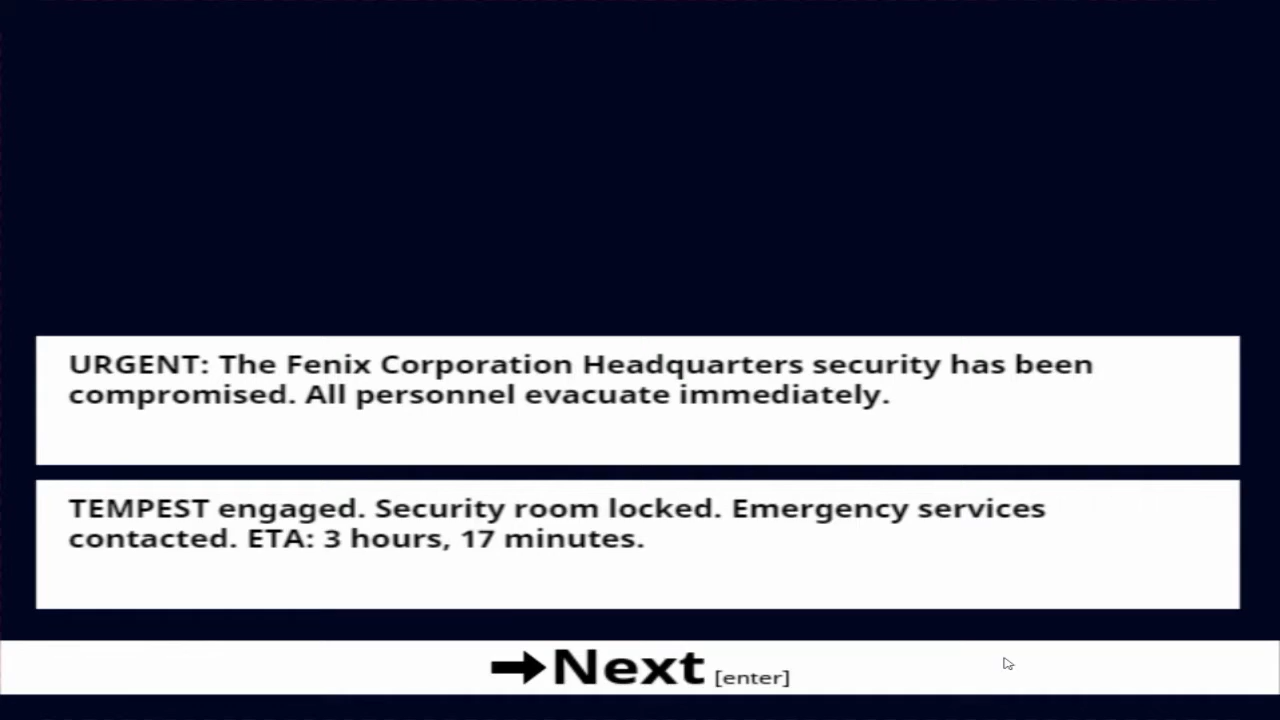 URGENT: The Fenix Corporation Headquarters security has been
compromised. All personnel evacuate immediately.
TEMPEST engaged. Security room locked. Emergency services
contacted. ETA: 3 hours, 17 minutes.
➡Next [enter]